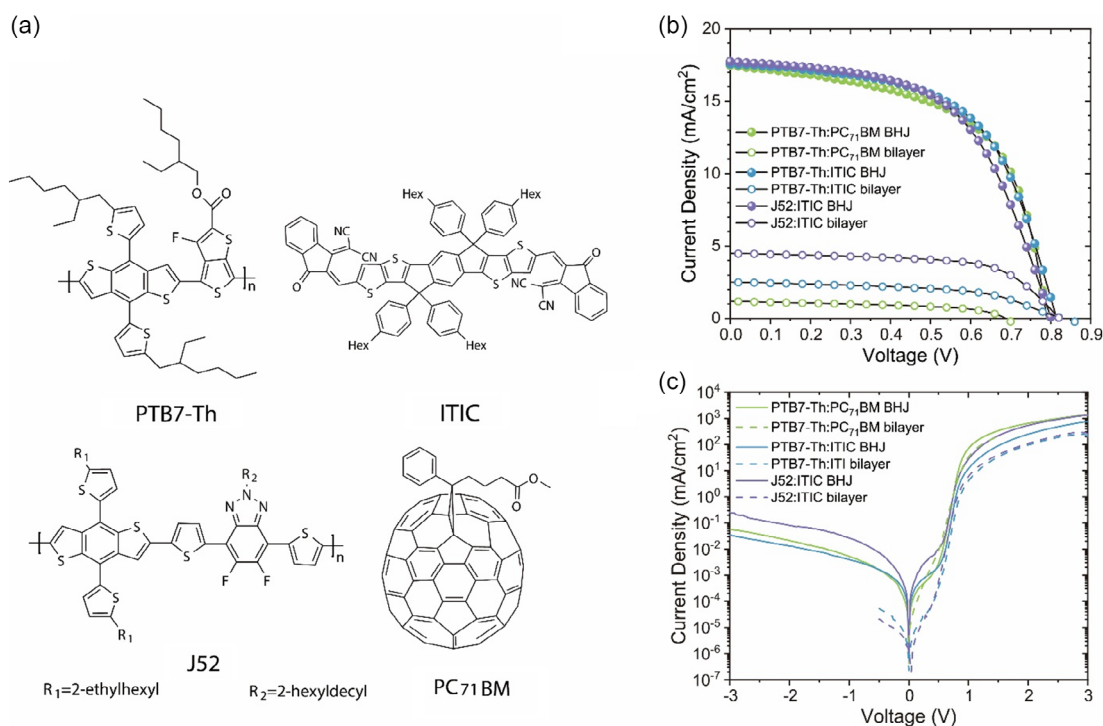 (a)
S
S
F
O
O
S
S
S
S
S
n
PTB7-Th
Hex
Hex
NC
CN
O
S
S
S
S
O
NC
CN
Hex
Hex
ITIC
R1
S
S
S
S
R1
S
R2
N
N
N
F
F
S
n
J52
R1=2-ethylhexyl
R2=2-hexyldecyl
O
O
PC71BM
(b)
Current Density (mA/cm2)
20
15
10
5
0
PTB7-Th:PC71BM BHJ
PTB7-Th:PC71BM bilayer
PTB7-Th:ITIC BHJ
PTB7-Th:ITIC bilayer
J52:ITIC BHJ
J52:ITIC bilayer
0.0 0.1 0.2 0.3 0.4 0.5 0.6 0.7 0.8 0.9
Voltage (V)
(c)
Current Density (mA/cm2)
10^4
10^3
10^2
10^1
10^0
10^-1
10^-2
10^-3
10^-4
10^-5
10^-6
10^-7
PTB7-Th:PC71BM BHJ
PTB7-Th:PC71BM bilayer
PTB7-Th:ITIC BHJ
PTB7-Th:ITI bilayer
J52:ITIC BHJ
J52:ITIC bilayer
-3 -2 -1 0 1 2 3
Voltage (V)